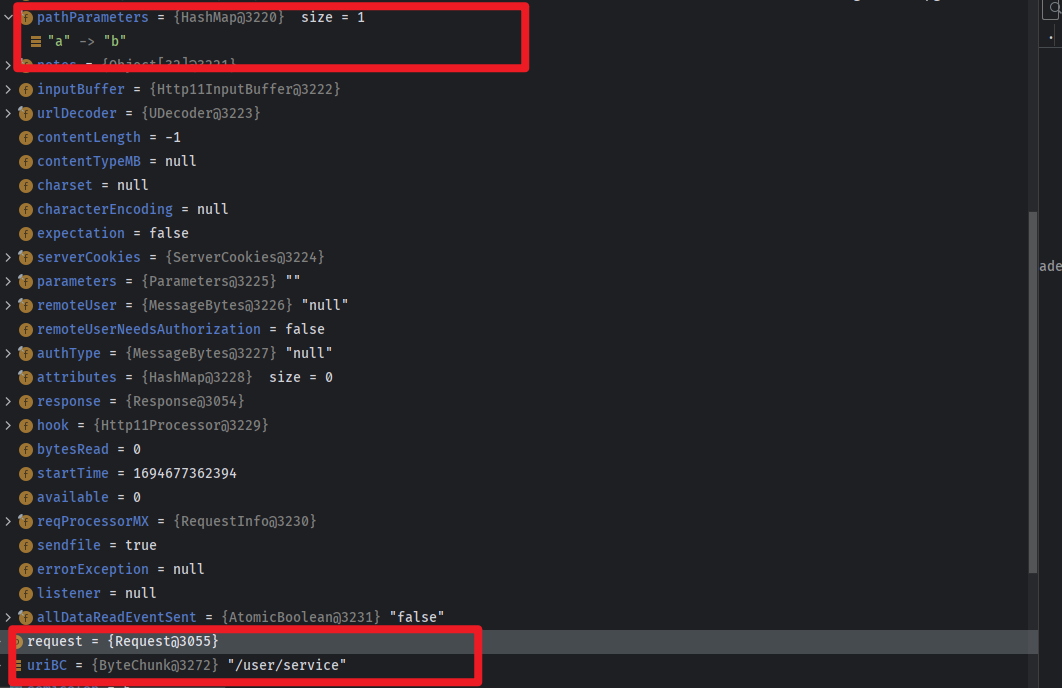 pathParameters = {HashMap@3220} size = 1
"a" -> "b"
notes = {Object[32]@3221}
inputBuffer = {Http11InputBuffer@3222}
urlDecoder = {UDecoder@3223}
contentLength = -1
contentTypeMB = null
charset = null
characterEncoding = null
expectation = false
serverCookies = {ServerCookies@3224}
parameters = {Parameters@3225} ""
remoteUser = {MessageBytes@3226} "null"
remoteUserNeedsAuthorization = false
authType = {MessageBytes@3227} "null"
attributes = {HashMap@3228} size = 0
response = {Response@3054}
hook = {Http11Processor@3229}
bytesRead = 0
startTime = 1694677362394
available = 0
reqProcessorMX = {RequestInfo@3230}
sendfile = true
errorException = null
listener = null
allDataReadEventSent = {AtomicBoolean@3231} "false"
request = {Request@3055}
uriBC = {ByteChunk@3272} "/user/service"
ade